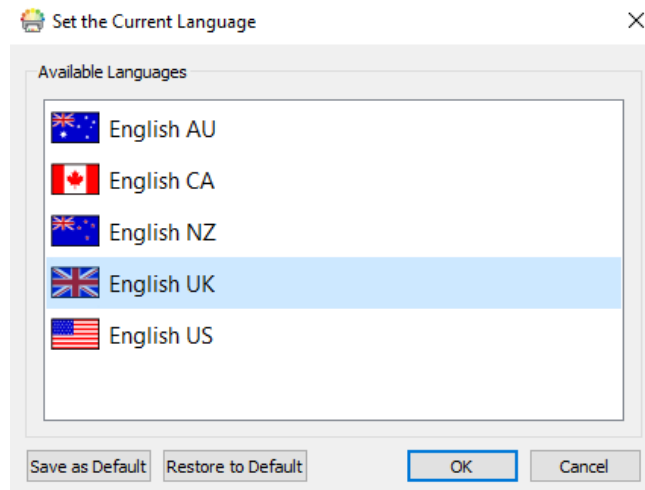 Set the Current Language
Available Languages
English AU
English CA
English NZ
English UK
English US
Save as Default Restore to Default OK Cancel